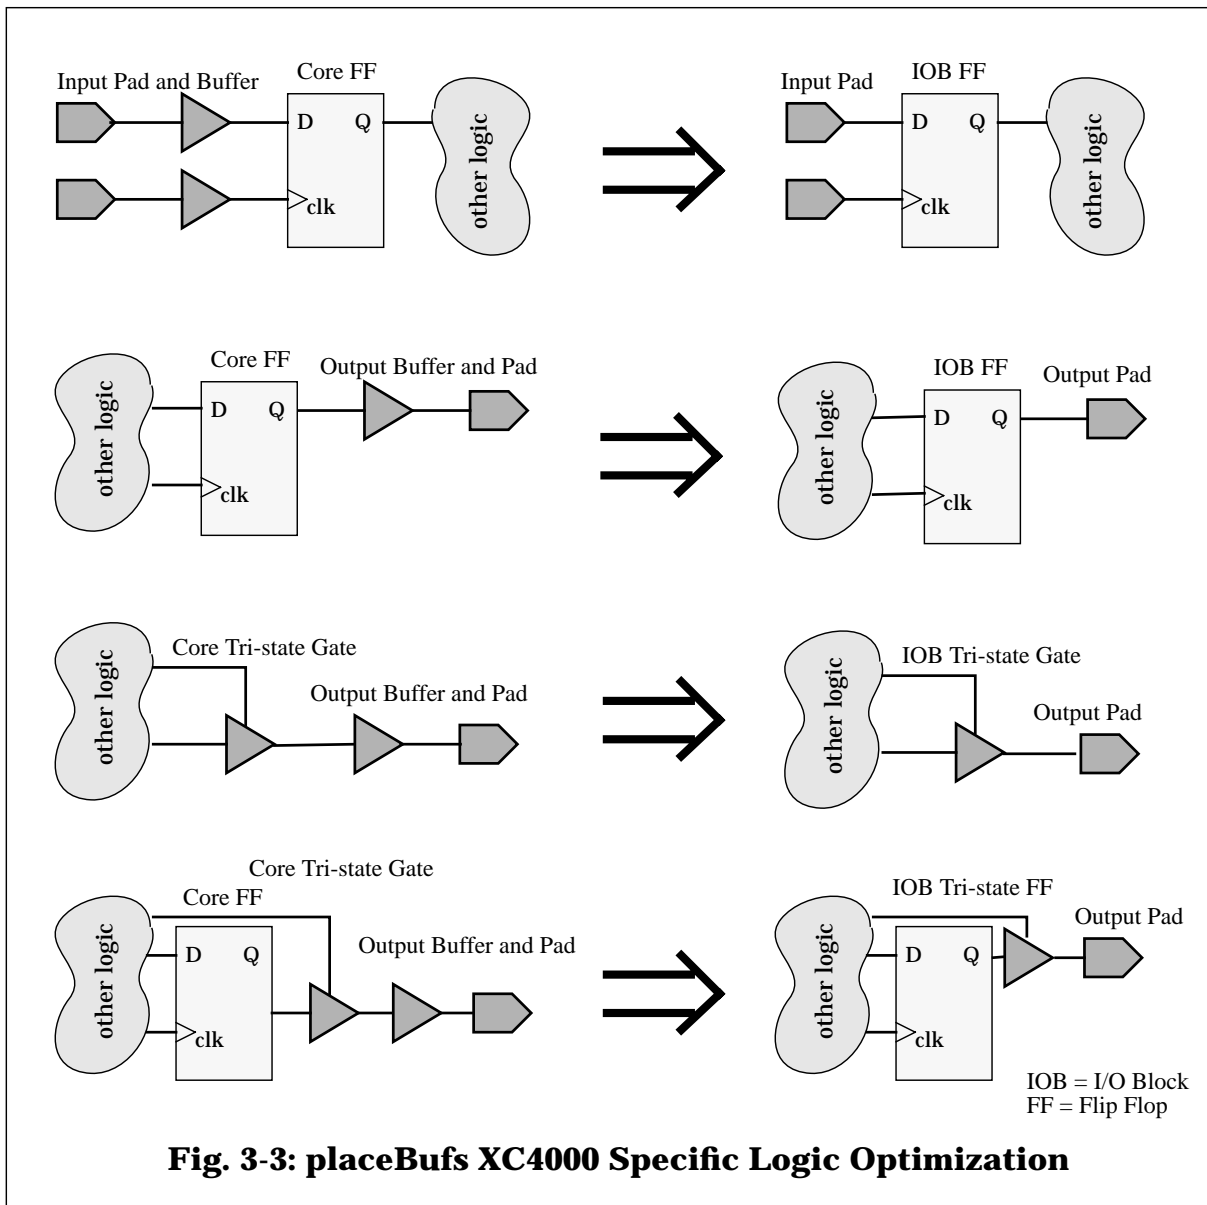 Input Pad and Buffer
Core FF
D Q
clk
other logic
Input Pad
IOB FF
D Q
clk
other logic
other logic
Core FF
D Q
clk
Output Buffer and Pad
other logic
IOB FF
D Q
clk
Output Pad
other logic
Core Tri-state Gate
Output Buffer and Pad
other logic
IOB Tri-state Gate
Output Pad
other logic
Core Tri-state Gate
Core FF
D Q
clk
Output Buffer and Pad
other logic
IOB Tri-state FF
D Q
clk
Output Pad
IOB = I/O Block
FF = Flip Flop
Fig. 3-3: placeBufs XC4000 Specific Logic Optimization